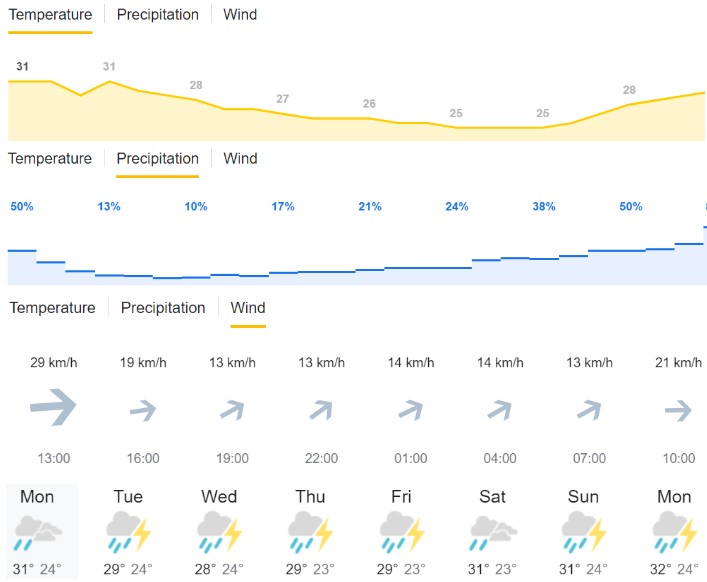 Temperature Precipitation Wind
31 31 28 27 26 25 25 28
Temperature Precipitation Wind
50% 13% 10% 17% 21% 24% 38% 50%
Temperature Precipitation Wind
29 km/h 19 km/h 13 km/h 13 km/h 14 km/h 14 km/h 13 km/h 21 km/h
13:00 16:00 19:00 22:00 01:00 04:00 07:00 10:00
Mon Tue Wed Thu Fri Sat Sun Mon
31° 24° 29° 24° 28° 24° 29° 23° 29° 23° 31° 23° 31° 24° 32° 24°